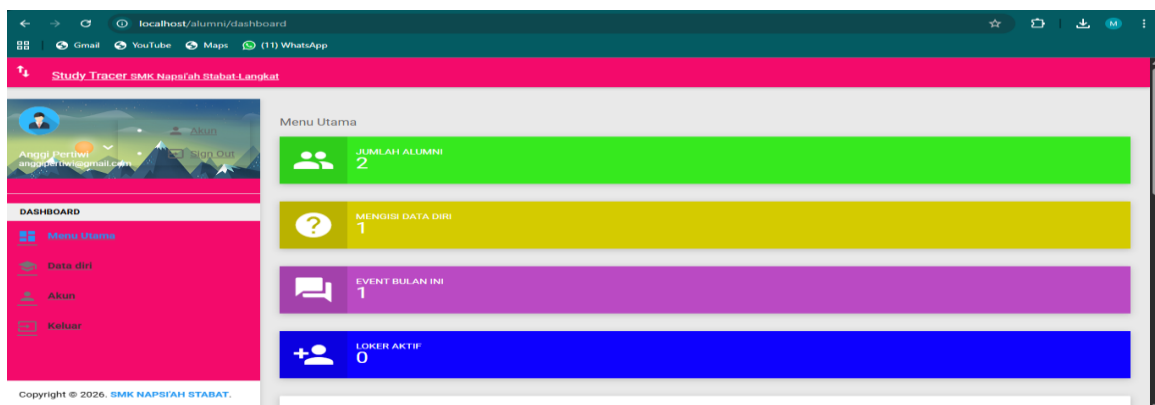 localhost/alumni/dashboard
M
Gmail YouTube Maps (11) WhatsApp
Study Tracer SMK Napsi'ah Stabat-Langkat
Akun
Anggi Pertiwi
Sign Out
anggipertiwi@gmail.com
DASHBOARD
Menu Utama
Data diri
Akun
Keluar
Copyright © 2026. SMK NAPSI'AH STABAT.
Menu Utama
JUMLAH ALUMNI
2
MENGISI DATA DIRI
1
EVENT BULAN INI
1
LOKER AKTIF
0